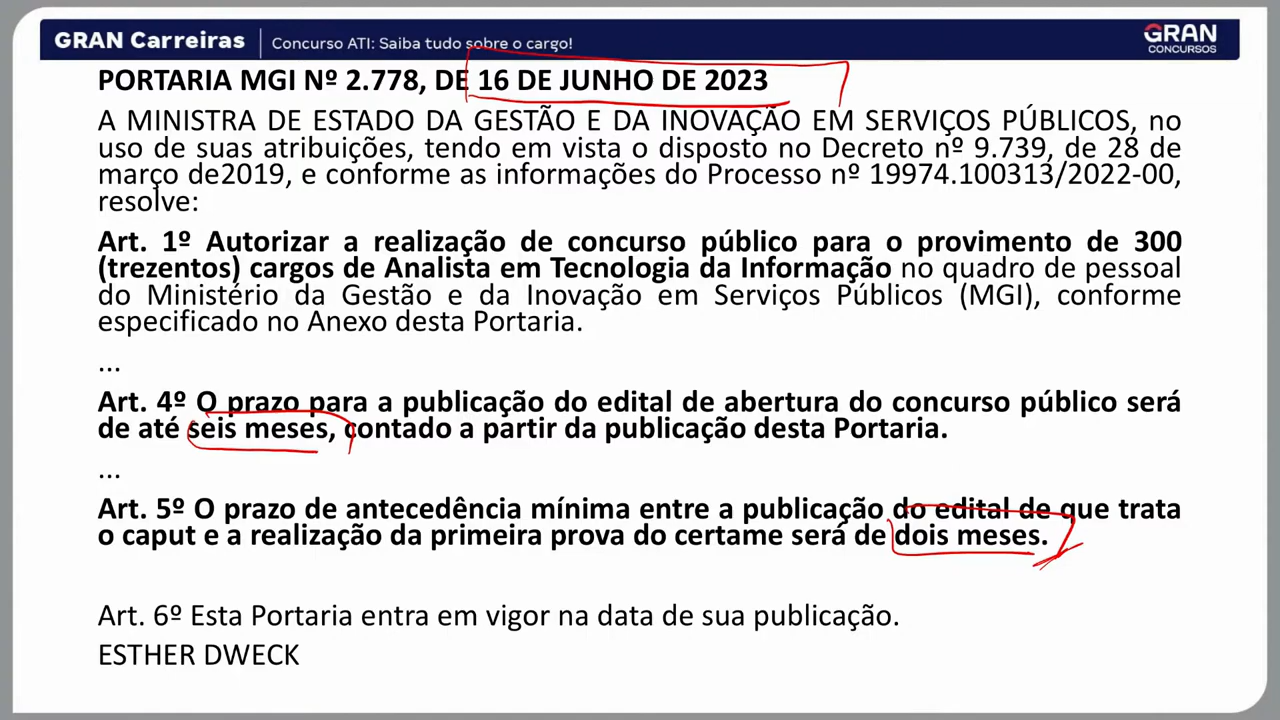 GRAN Carreiras
Concurso ATI: Saiba tudo sobre o cargo!
GRAN
CONCURSOS
PORTARIA MGI Nº 2.778, DE 16 DE JUNHO DE 2023
A MINISTRA DE ESTADO DA GESTÃO E DA INOVAÇÃO EM SERVIÇOS PÚBLICOS, no
uso de suas atribuições, tendo em vista o disposto no Decreto nº 9.739, de 28 de
março de2019, e conforme as informações do Processo nº 19974.100313/2022-00,
resolve:
Art. 1º Autorizar a realização de concurso público para o provimento de 300
(trezentos) cargos de Analista em Tecnologia da Informação no quadro de pessoal
do Ministério da Gestão e da Inovação em Serviços Públicos (MGI), conforme
especificado no Anexo desta Portaria.
...
Art. 4º O prazo para a publicação do edital de abertura do concurso público será
de até seis meses, contado a partir da publicação desta Portaria.
...
Art. 5º O prazo de antecedência mínima entre a publicação do edital de que trata
o caput e a realização da primeira prova do certame será de dois meses.
Art. 6º Esta Portaria entra em vigor na data de sua publicação.
ESTHER DWECK